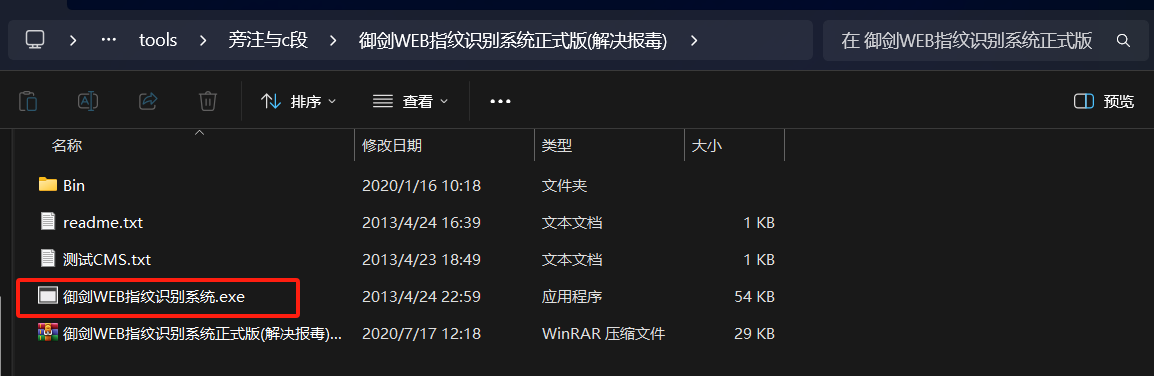 … tools 旁注与c段 御剑WEB指纹识别系统正式版(解决报毒) 在 御剑WEB指纹识别系统正式版
排序 查看 ••• 预览
名称 修改日期 类型 大小
Bin 2020/1/16 10:18 文件夹
readme.txt 2013/4/24 16:39 文本文档 1 KB
测试CMS.txt 2013/4/23 18:49 文本文档 1 KB
御剑WEB指纹识别系统.exe 2013/4/24 22:59 应用程序 54 KB
御剑WEB指纹识别系统正式版(解决报毒)... 2020/7/17 12:18 WinRAR 压缩文件 29 KB